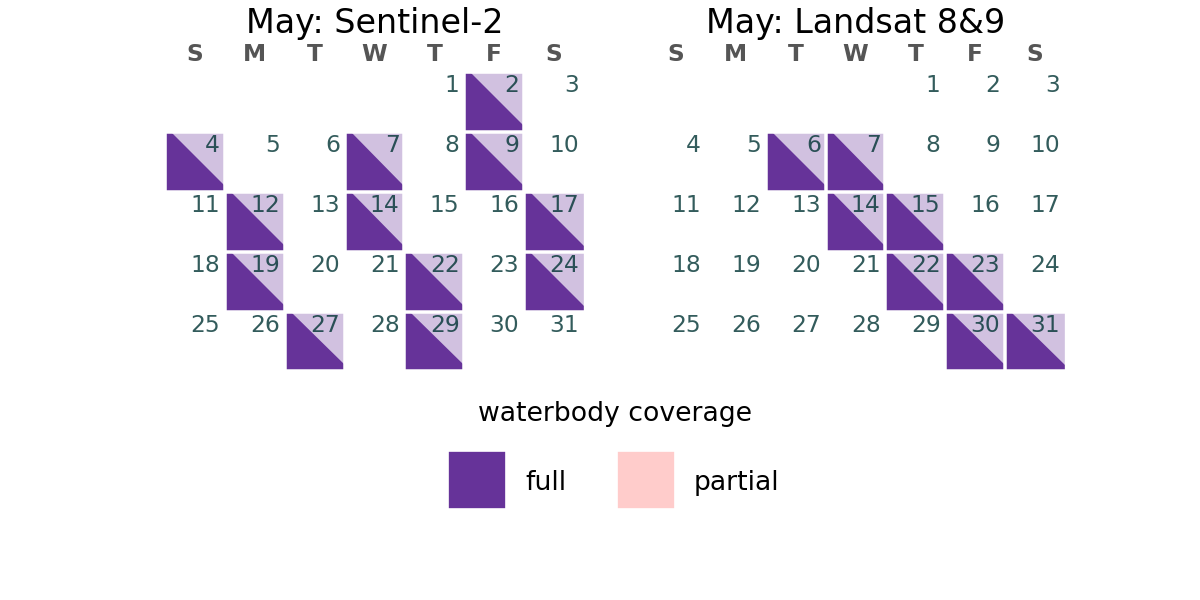 May: Sentinel-2
S M T W T F S
1 2 3
4 5 6 7 8 9 10
11 12 13 14 15 16 17
18 19 20 21 22 23 24
25 26 27 28 29 30 31
May: Landsat 8&9
S M T W T F S
1 2 3
4 5 6 7 8 9 10
11 12 13 14 15 16 17
18 19 20 21 22 23 24
25 26 27 28 29 30 31
waterbody coverage
full partial